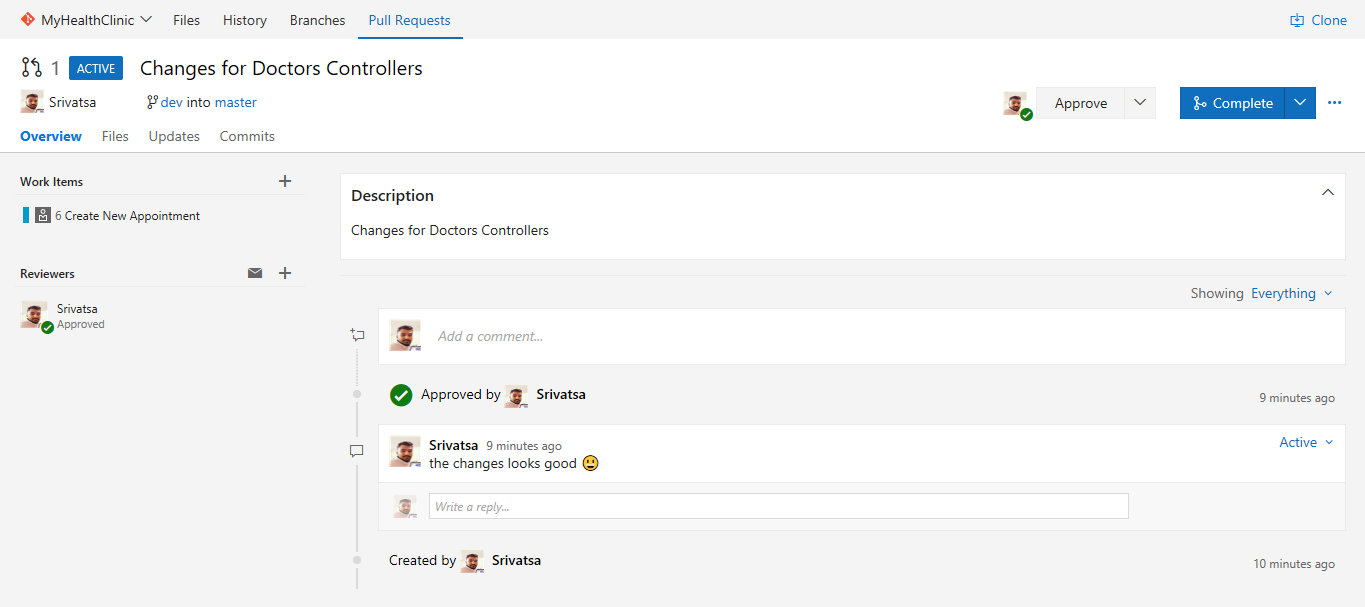 MyHealthClinic Files History Branches Pull Requests Clone
1 ACTIVE Changes for Doctors Controllers
Srivatsa dev into master Approve Complete
Overview Files Updates Commits
Work Items
6 Create New Appointment
Reviewers
Srivatsa
Approved
Description
Changes for Doctors Controllers
Showing Everything
Add a comment...
Approved by Srivatsa 9 minutes ago
Srivatsa 9 minutes ago Active
the changes looks good
Write a reply...
Created by Srivatsa 10 minutes ago